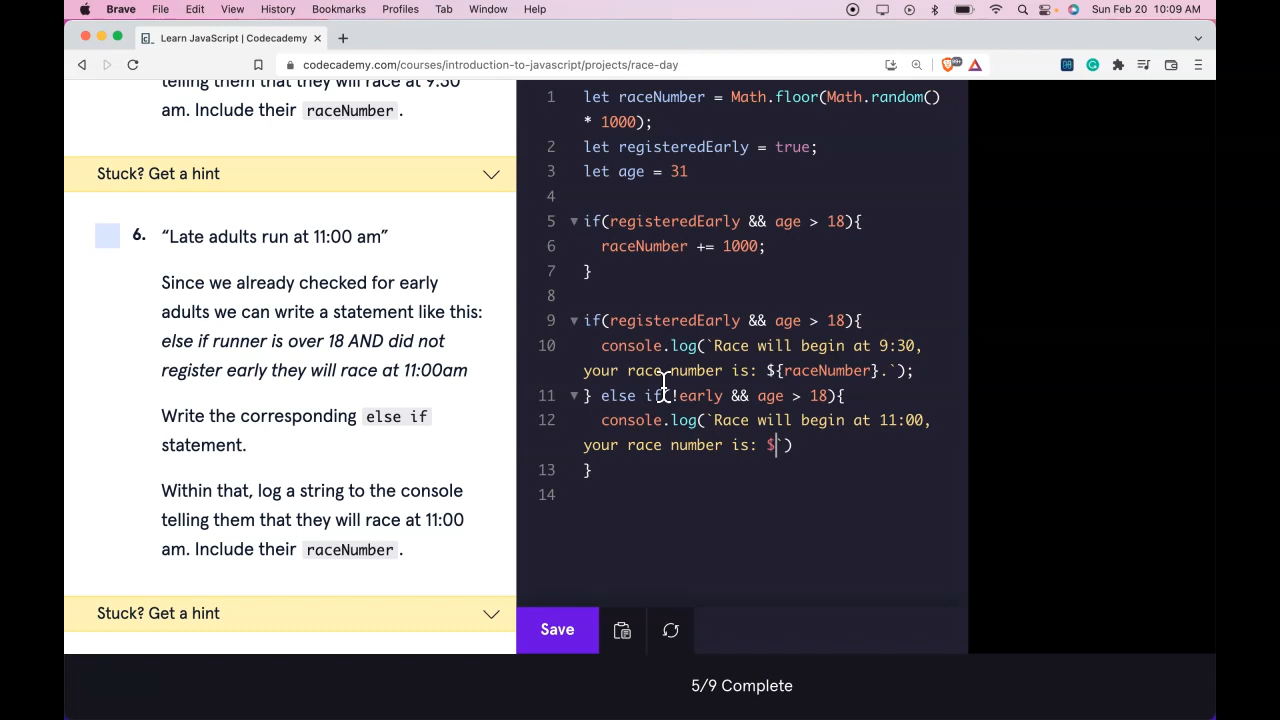 Brave File Edit View History Bookmarks Profiles Tab Window Help Sun Feb 20 10:09 AM
Learn JavaScript | Codecademy
codecademy.com/courses/introduction-to-javascript/projects/race-day
telling them that they will race at 9:30
am. Include their raceNumber.
Stuck? Get a hint
6. “Late adults run at 11:00 am”
Since we already checked for early
adults we can write a statement like this:
else if runner is over 18 AND did not
register early they will race at 11:00am
Write the corresponding else if
statement.
Within that, log a string to the console
telling them that they will race at 11:00
am. Include their raceNumber.
Stuck? Get a hint
1 let raceNumber = Math.floor(Math.random()
* 1000);
2 let registeredEarly = true;
3 let age = 31
4
5 if(registeredEarly && age > 18){
6 raceNumber += 1000;
7 }
8
9 if(registeredEarly && age > 18){
10 console.log(`Race will begin at 9:30,
your race number is: ${raceNumber}.`);
11 } else if(!early && age > 18){
12 console.log(`Race will begin at 11:00,
your race number is: $`)
13 }
14
Save
5/9 Complete